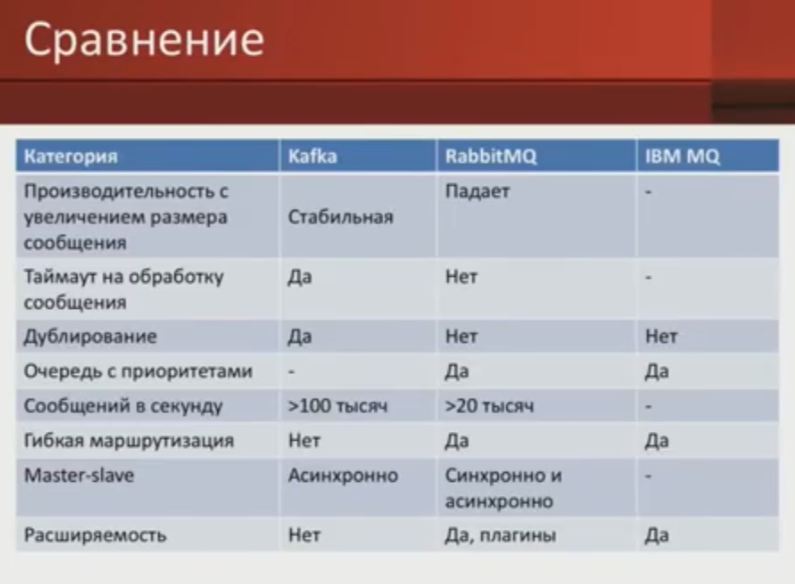 Сравнение
Категория Kafka RabbitMQ IBM MQ
Производительность с увеличением размера сообщения Стабильная Падает -
Таймаут на обработку сообщения Да Нет -
Дублирование Да Нет Нет
Очередь с приоритетами - Да Да
Сообщений в секунду >100 тысяч >20 тысяч -
Гибкая маршрутизация Нет Да Да
Master-slave Асинхронно Синхронно и асинхронно -
Расширяемость Нет Да, плагины Да